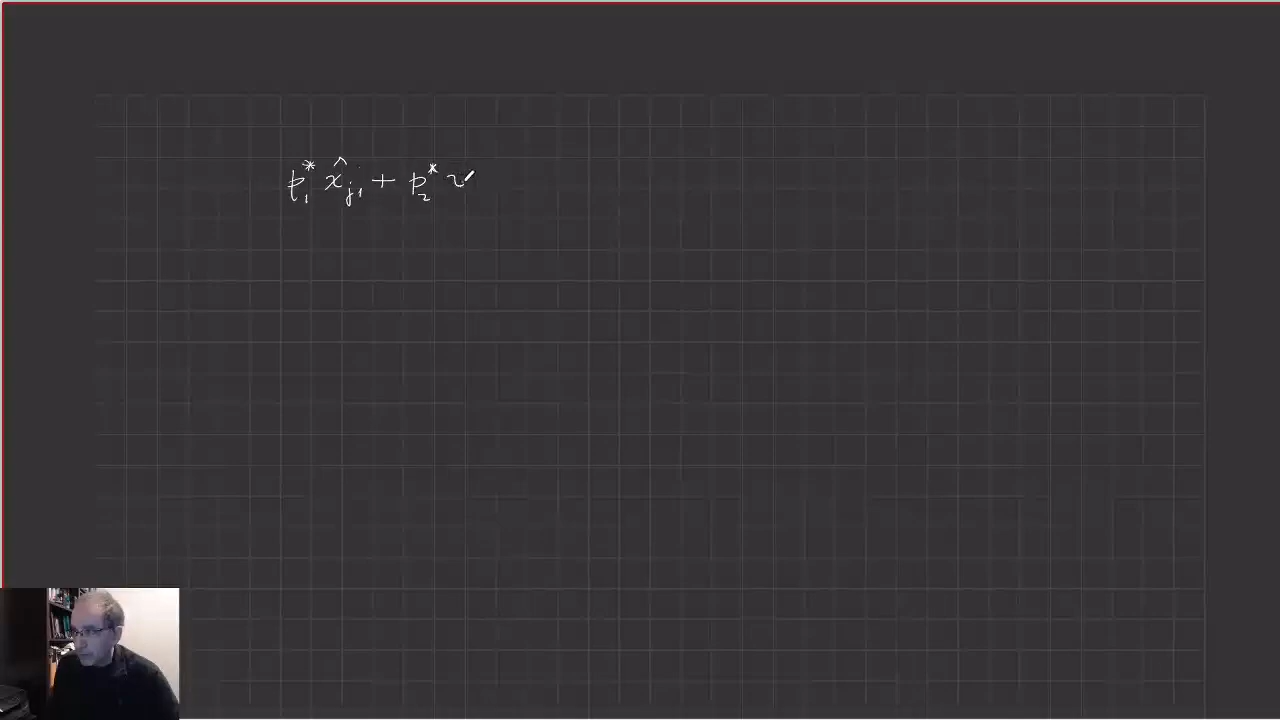 p₁* x̂ⱼ₁ + p₂*